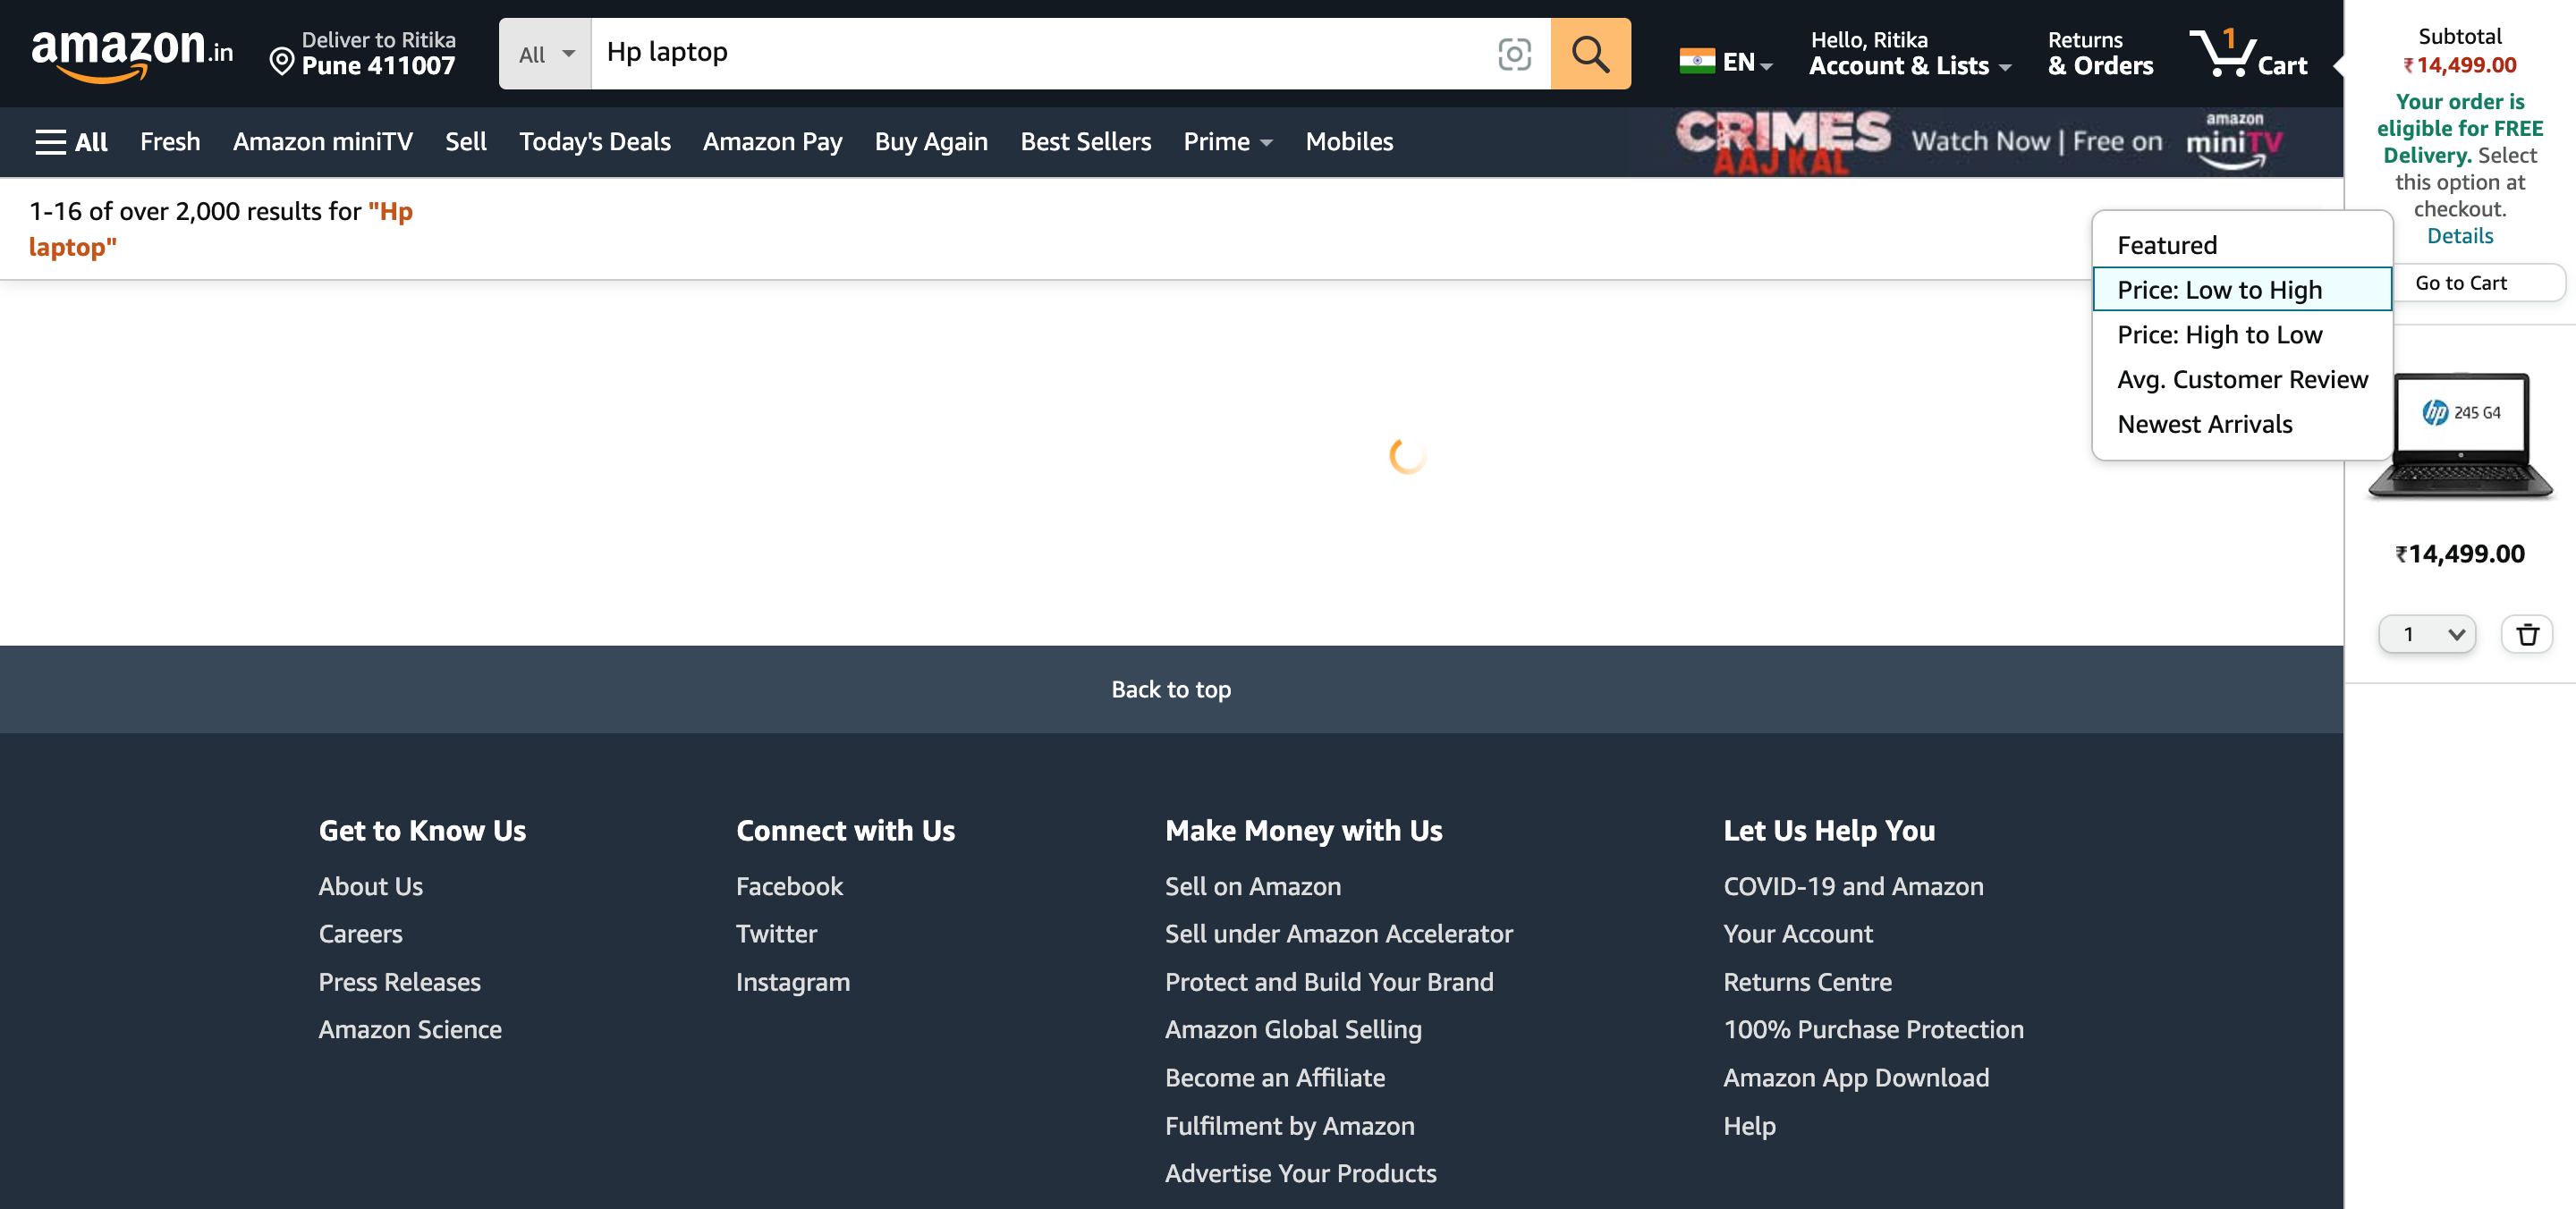 amazon.in
Deliver to Ritika
Pune 411007
All
Hp laptop
EN
Hello, Ritika
Account & Lists
Returns
& Orders
1
Cart
All
Fresh
Amazon miniTV
Sell
Today's Deals
Amazon Pay
Buy Again
Best Sellers
Prime
Mobiles
CRIMES
AAJ KAL
Watch Now | Free on
amazon
miniTV
1-16 of over 2,000 results for "Hp
laptop"
Featured
Price: Low to High
Price: High to Low
Avg. Customer Review
Newest Arrivals
Subtotal
₹14,499.00
Your order is
eligible for FREE
Delivery. Select
this option at
checkout.
Details
Go to Cart
hp 245 G4
₹14,499.00
1
Back to top
Get to Know Us
About Us
Careers
Press Releases
Amazon Science
Connect with Us
Facebook
Twitter
Instagram
Make Money with Us
Sell on Amazon
Sell under Amazon Accelerator
Protect and Build Your Brand
Amazon Global Selling
Become an Affiliate
Fulfilment by Amazon
Advertise Your Products
Let Us Help You
COVID-19 and Amazon
Your Account
Returns Centre
100% Purchase Protection
Amazon App Download
Help